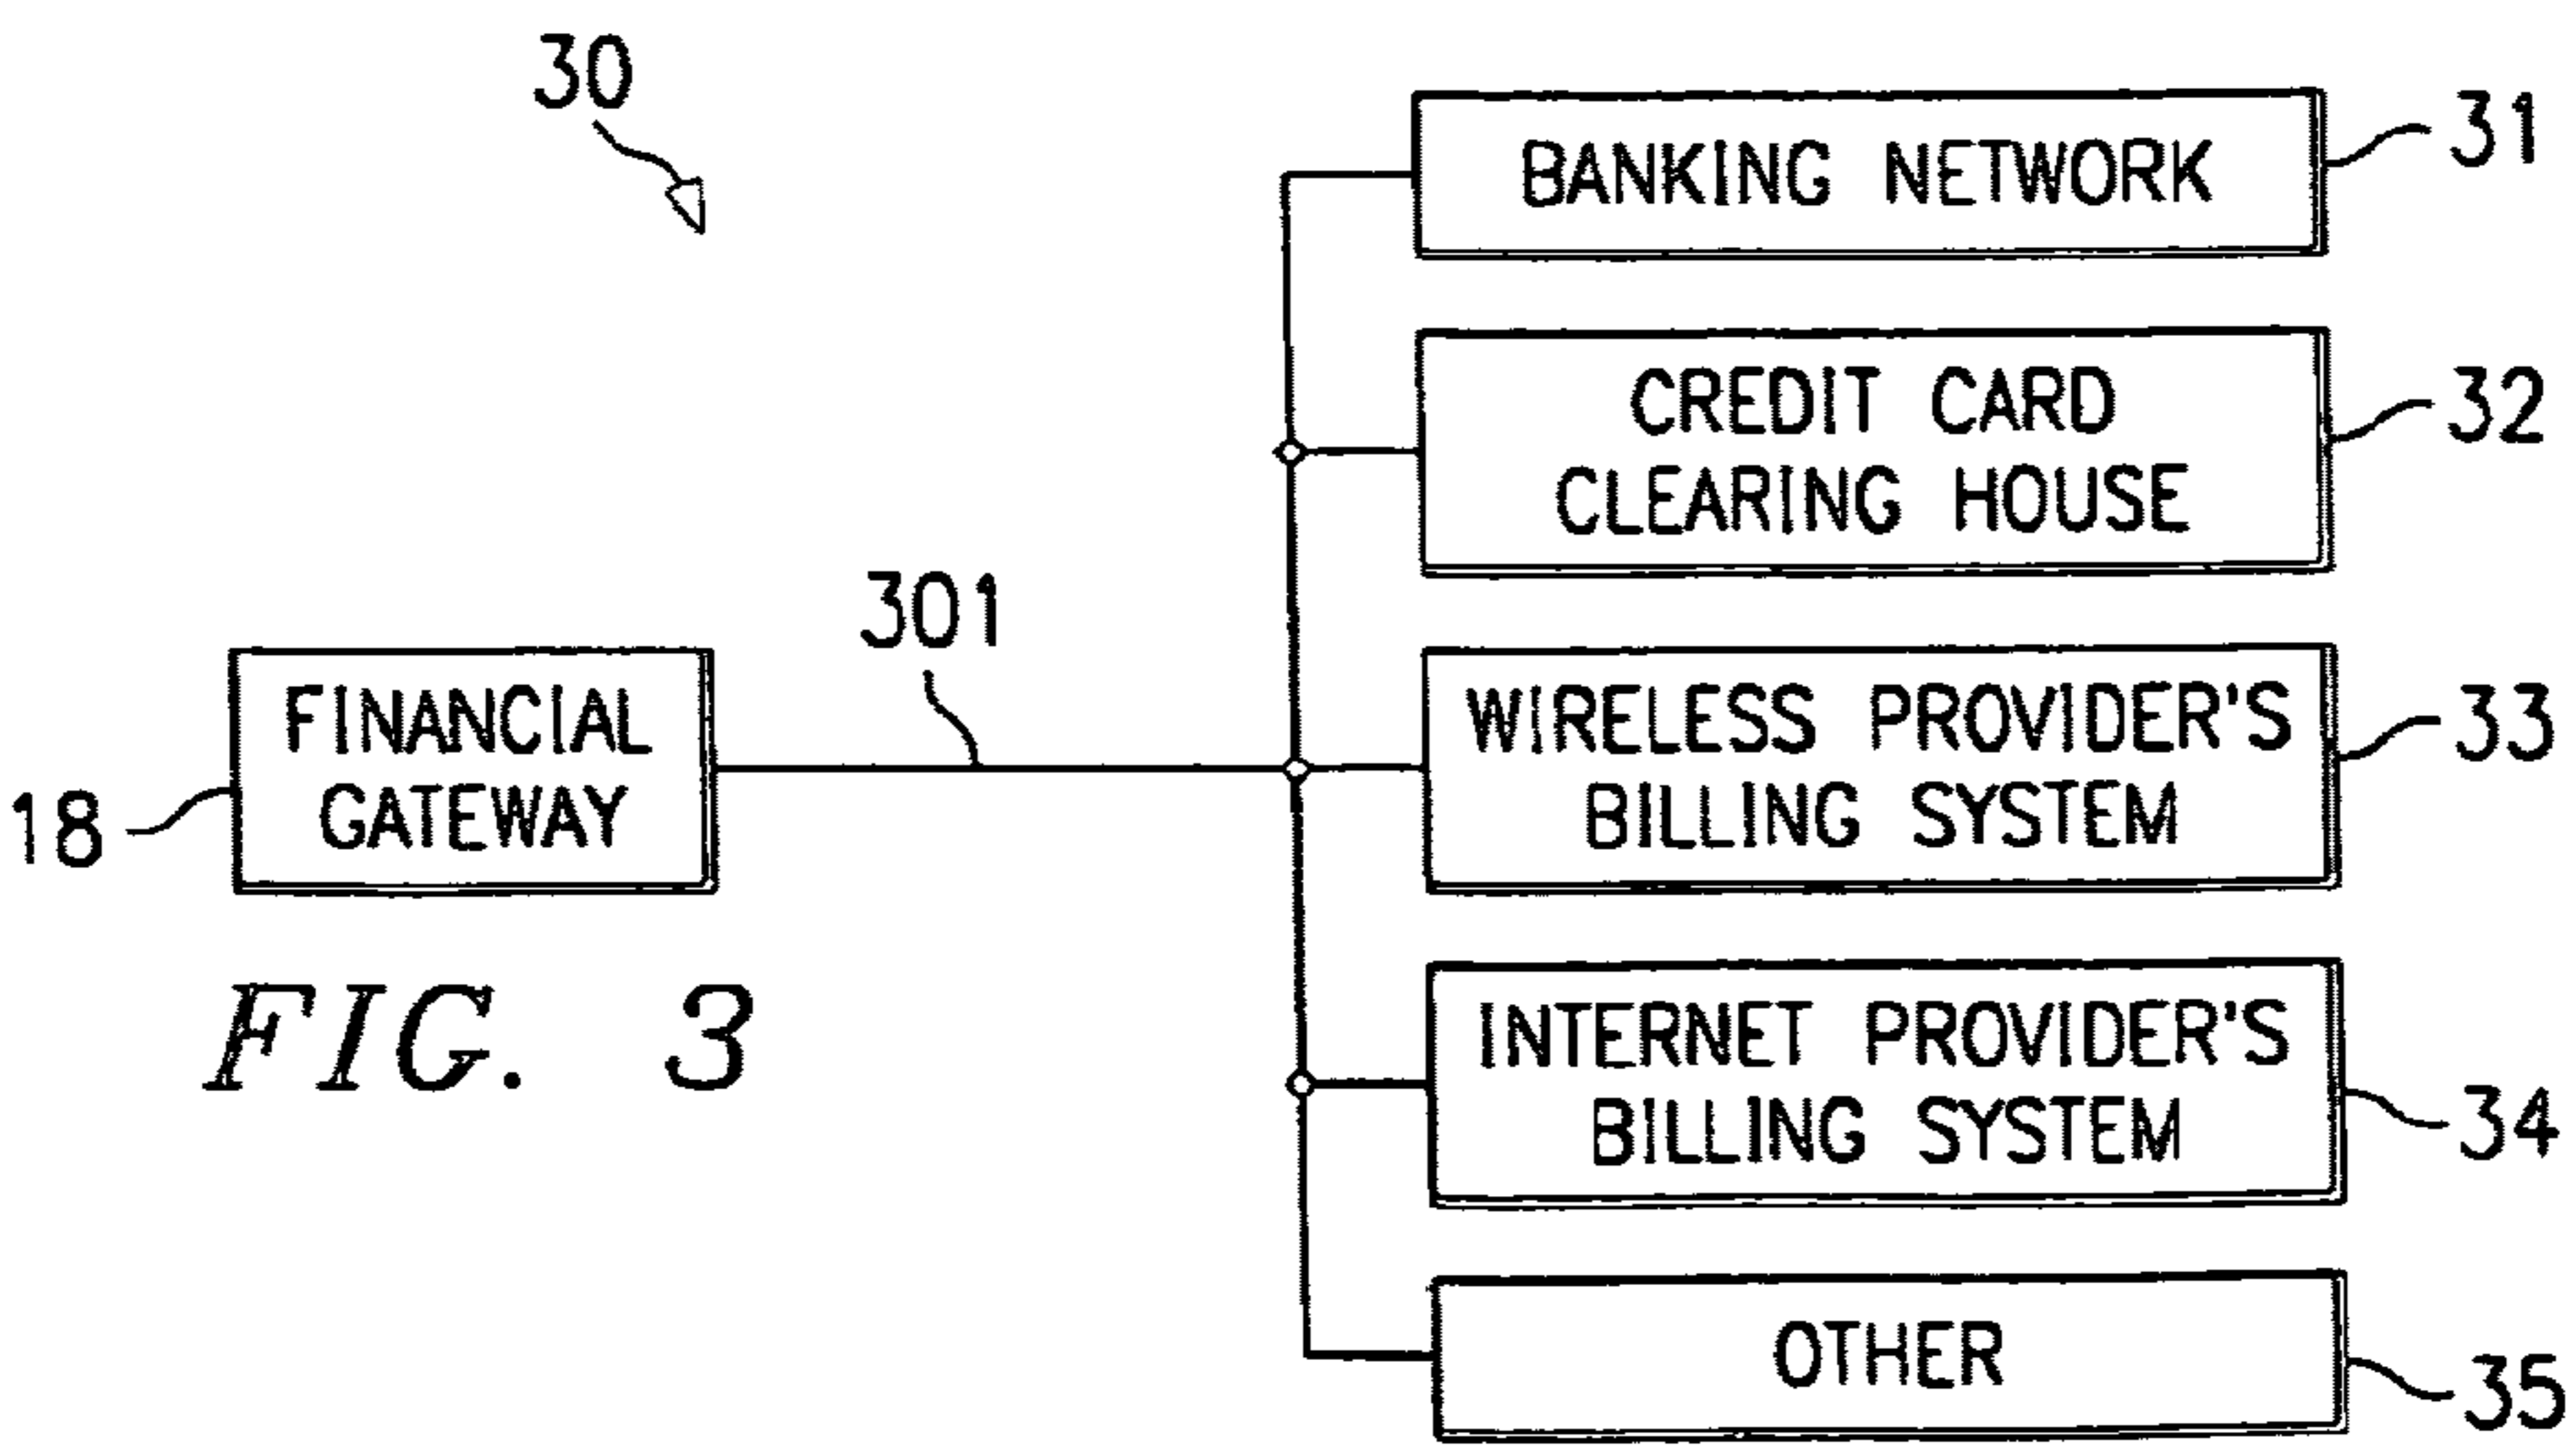 30
BANKING NETWORK
31
CREDIT CARD
CLEARING HOUSE
32
301
FINANCIAL
GATEWAY
18
WIRELESS PROVIDER'S
BILLING SYSTEM
33
FIG. 3
INTERNET PROVIDER'S
BILLING SYSTEM
34
OTHER
35